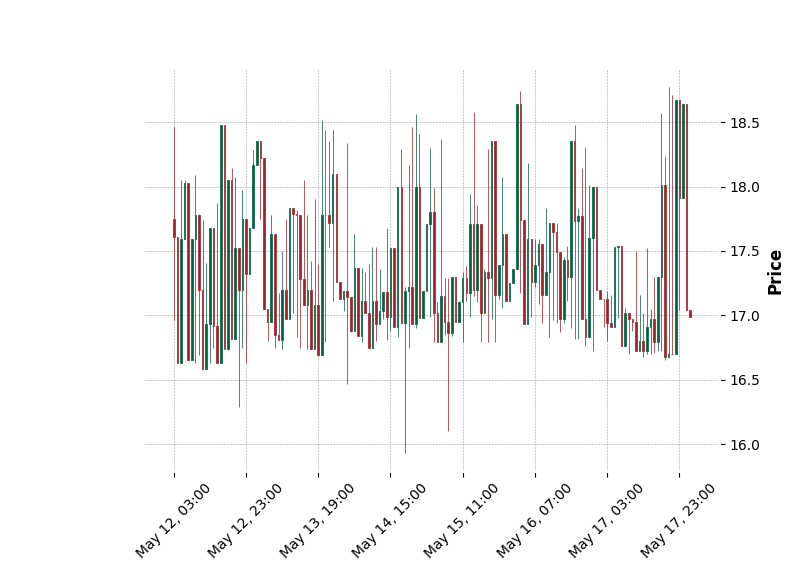 18.5
18.0
17.5
17.0
16.5
16.0
Price
May 12, 03:00
May 12, 23:00
May 13, 19:00
May 14, 15:00
May 15, 11:00
May 16, 07:00
May 17, 03:00
May 17, 23:00